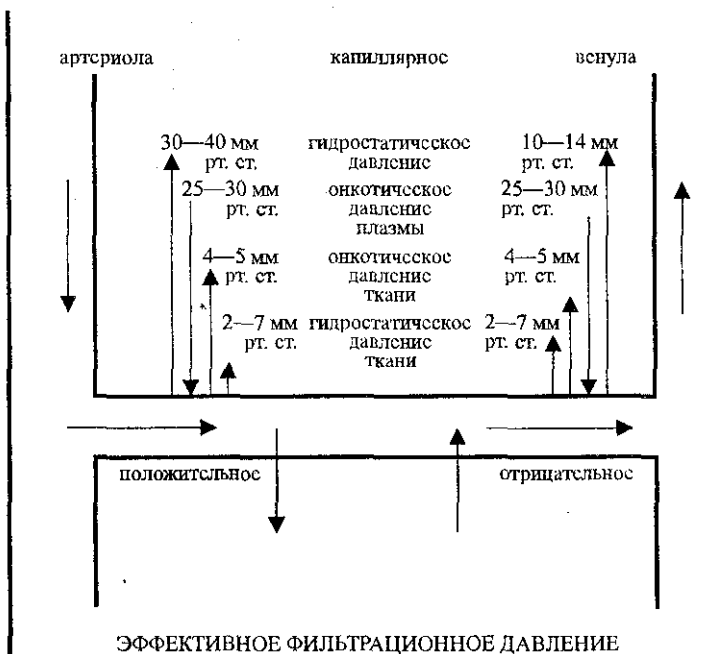 артериола капиллярное венула
30—40 мм гидростатическое 10—14 мм
рт. ст. давление рт. ст.
25—30 мм онкотическое 25—30 мм
рт. ст. давление рт. ст.
плазмы
4—5 мм онкотическое 4—5 мм
рт. ст. давление рт. ст.
ткани
2—7 мм гидростатическое 2—7 мм
рт. ст. давление рт. ст.
ткани
положительное отрицательное
ЭФФЕКТИВНОЕ ФИЛЬТРАЦИОННОЕ ДАВЛЕНИЕ